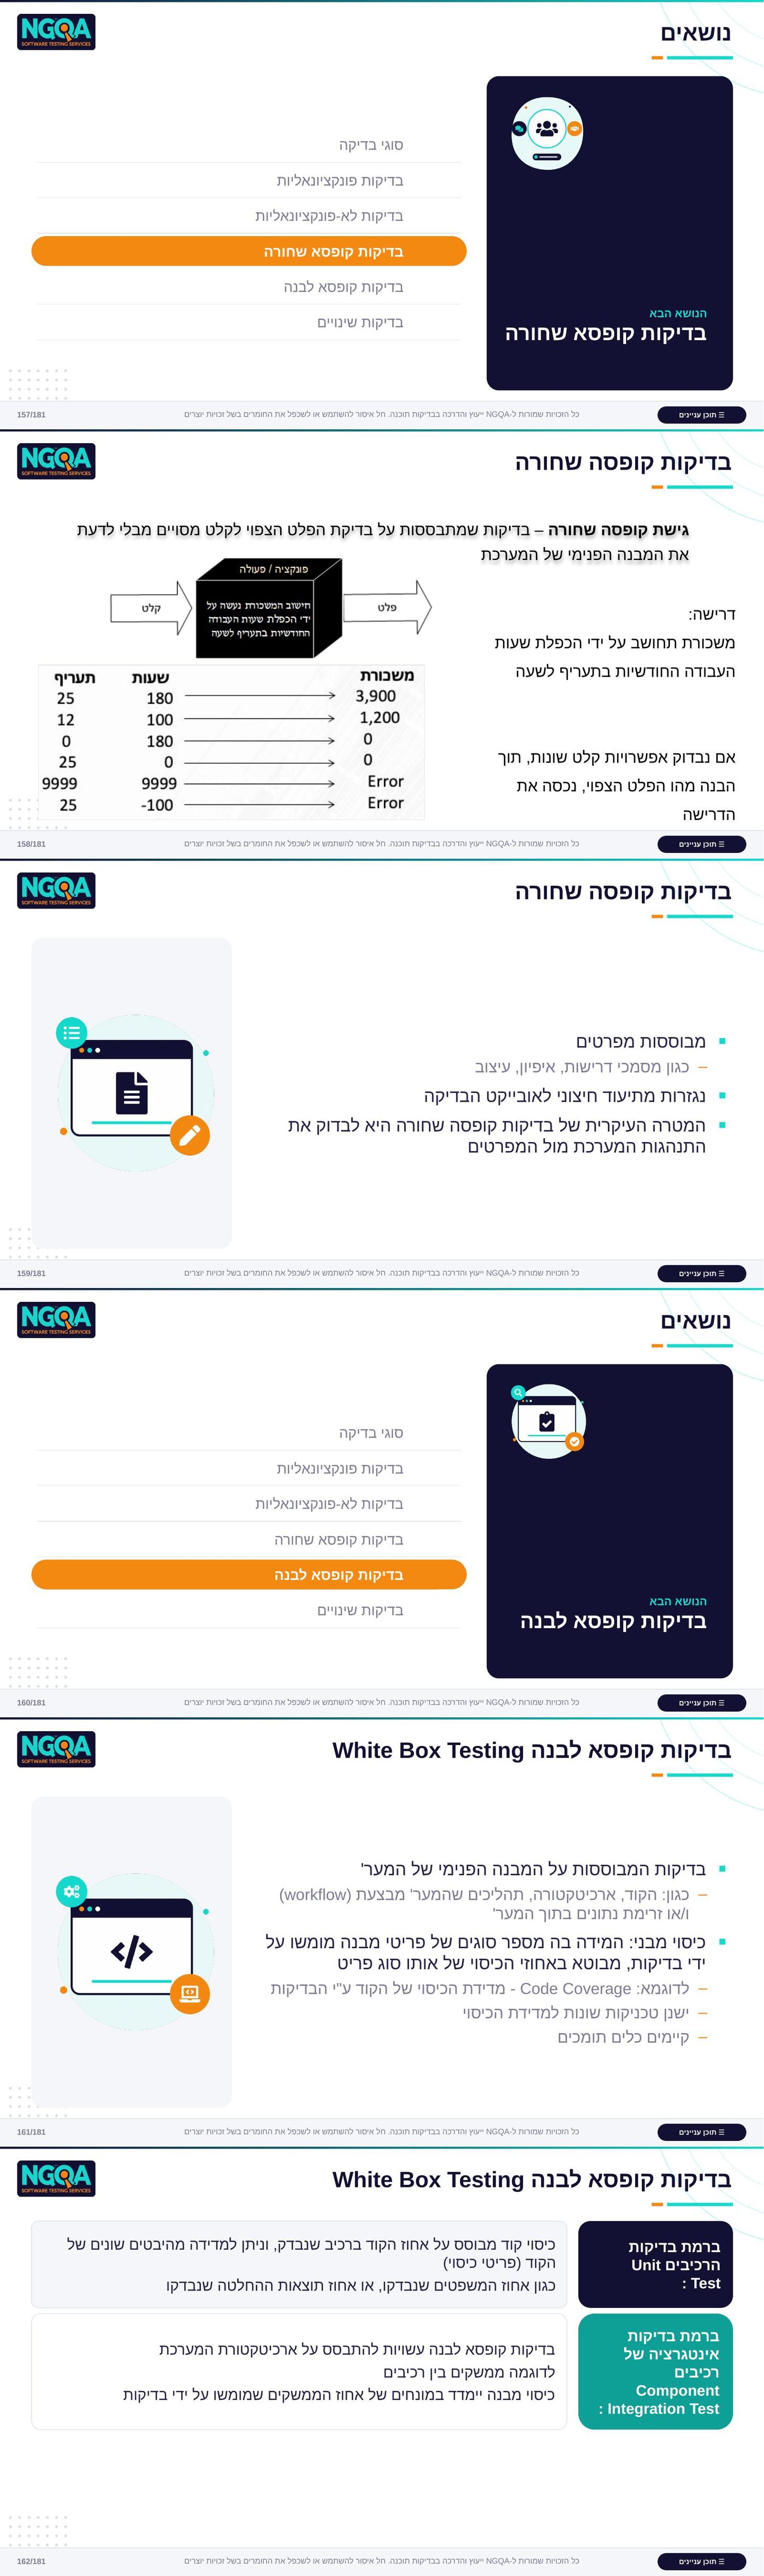 נושאים
NGQA
SOFTWARE TESTING SERVICES
הנושא הבא
בדיקות קופסא שחורה
סוגי בדיקה
בדיקות פונקציונאליות
בדיקות לא-פונקציונאליות
בדיקות קופסא שחורה
בדיקות קופסא לבנה
בדיקות שינויים
☰ תוכן עניינים
כל הזכויות שמורות ל-NGQA ייעוץ והדרכה בבדיקות תוכנה. חל איסור להשתמש או לשכפל את החומרים בשל זכויות יוצרים
157/181
בדיקות קופסה שחורה
NGQA
SOFTWARE TESTING SERVICES
גישת קופסה שחורה – בדיקות שמתבססות על בדיקת הפלט הצפוי לקלט מסויים מבלי לדעת
את המבנה הפנימי של המערכת
דרישה:
משכורת תחושב על ידי הכפלת שעות
העבודה החודשיות בתעריף לשעה
אם נבדוק אפשרויות קלט שונות, תוך
הבנה מהו הפלט הצפוי, נכסה את
הדרישה
פונקציה / פעולה
קלט
חישוב המשכורת נעשה על
ידי הכפלת שעות העבודה
החודשיות בתעריף לשעה
פלט
תעריף שעות משכורת
25 180 3,900
12 100 1,200
0 180 0
25 0 0
9999 9999 Error
25 -100 Error
☰ תוכן עניינים
כל הזכויות שמורות ל-NGQA ייעוץ והדרכה בבדיקות תוכנה. חל איסור להשתמש או לשכפל את החומרים בשל זכויות יוצרים
158/181
בדיקות קופסה שחורה
NGQA
SOFTWARE TESTING SERVICES
מבוססות מפרטים
– כגון מסמכי דרישות, איפיון, עיצוב
נגזרות מתיעוד חיצוני לאובייקט הבדיקה
המטרה העיקרית של בדיקות קופסה שחורה היא לבדוק את
התנהגות המערכת מול המפרטים
☰ תוכן עניינים
כל הזכויות שמורות ל-NGQA ייעוץ והדרכה בבדיקות תוכנה. חל איסור להשתמש או לשכפל את החומרים בשל זכויות יוצרים
159/181
נושאים
NGQA
SOFTWARE TESTING SERVICES
הנושא הבא
בדיקות קופסא לבנה
סוגי בדיקה
בדיקות פונקציונאליות
בדיקות לא-פונקציונאליות
בדיקות קופסא שחורה
בדיקות קופסא לבנה
בדיקות שינויים
☰ תוכן עניינים
כל הזכויות שמורות ל-NGQA ייעוץ והדרכה בבדיקות תוכנה. חל איסור להשתמש או לשכפל את החומרים בשל זכויות יוצרים
160/181
בדיקות קופסא לבנה White Box Testing
NGQA
SOFTWARE TESTING SERVICES
בדיקות המבוססות על המבנה הפנימי של המער'
– כגון: הקוד, ארכיטקטורה, תהליכים שהמער' מבצעת (workflow)
ו/או זרימת נתונים בתוך המער'
כיסוי מבני: המידה בה מספר סוגים של פריטי מבנה מומשו על
ידי בדיקות, מבוטא באחוזי הכיסוי של אותו סוג פריט
– לדוגמא: Code Coverage - מדידת הכיסוי של הקוד ע"י הבדיקות
– ישנן טכניקות שונות למדידת הכיסוי
– קיימים כלים תומכים
☰ תוכן עניינים
כל הזכויות שמורות ל-NGQA ייעוץ והדרכה בבדיקות תוכנה. חל איסור להשתמש או לשכפל את החומרים בשל זכויות יוצרים
161/181
בדיקות קופסא לבנה White Box Testing
NGQA
SOFTWARE TESTING SERVICES
ברמת בדיקות
הרכיבים Unit
Test :
כיסוי קוד מבוסס על אחוז הקוד ברכיב שנבדק, וניתן למדידה מהיבטים שונים של
הקוד (פריטי כיסוי)
כגון אחוז המשפטים שנבדקו, או אחוז תוצאות ההחלטה שנבדקו
ברמת בדיקות
אינטגרציה של
רכיבים
Component
Integration Test :
בדיקות קופסא לבנה עשויות להתבסס על ארכיטקטורת המערכת
לדוגמה ממשקים בין רכיבים
כיסוי מבנה יימדד במונחים של אחוז הממשקים שמומשו על ידי בדיקות
☰ תוכן עניינים
כל הזכויות שמורות ל-NGQA ייעוץ והדרכה בבדיקות תוכנה. חל איסור להשתמש או לשכפל את החומרים בשל זכויות יוצרים
162/181